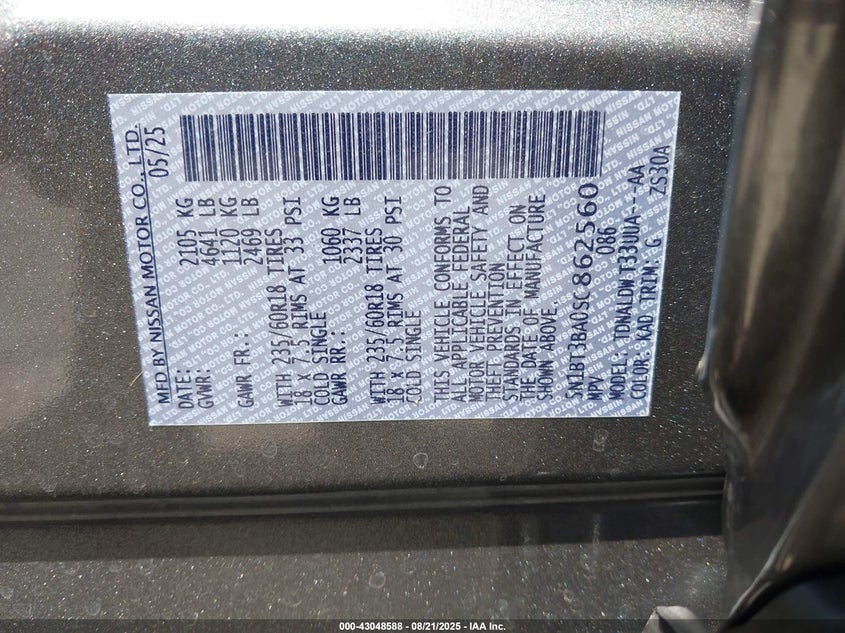 MFD BY NISSAN MOTOR CO., LTD.
DATE: 05/25
GVWR: 2105 KG
4641 LB
GAWR FR.: 1120 KG
2469 LB
WITH 235/60R18 TIRES
18 X 7.5 RIMS AT 33 PSI
COLD SINGLE
GAWR RR.: 1060 KG
2337 LB
WITH 235/60R18 TIRES
18 X 7.5 RIMS AT 30 PSI
COLD SINGLE
THIS VEHICLE CONFORMS TO
ALL APPLICABLE FEDERAL
MOTOR VEHICLE SAFETY AND
THEFT PREVENTION
STANDARDS IN EFFECT ON
THE DATE OF MANUFACTURE
SHOWN ABOVE.
5N1BT3BA0SC862560
MPV 086
MODEL: TDNALDWT33UUA---AA
COLOR: KAD TRIM: G ZS30A
000-43048588 - 08/21/2025 - IAA Inc.